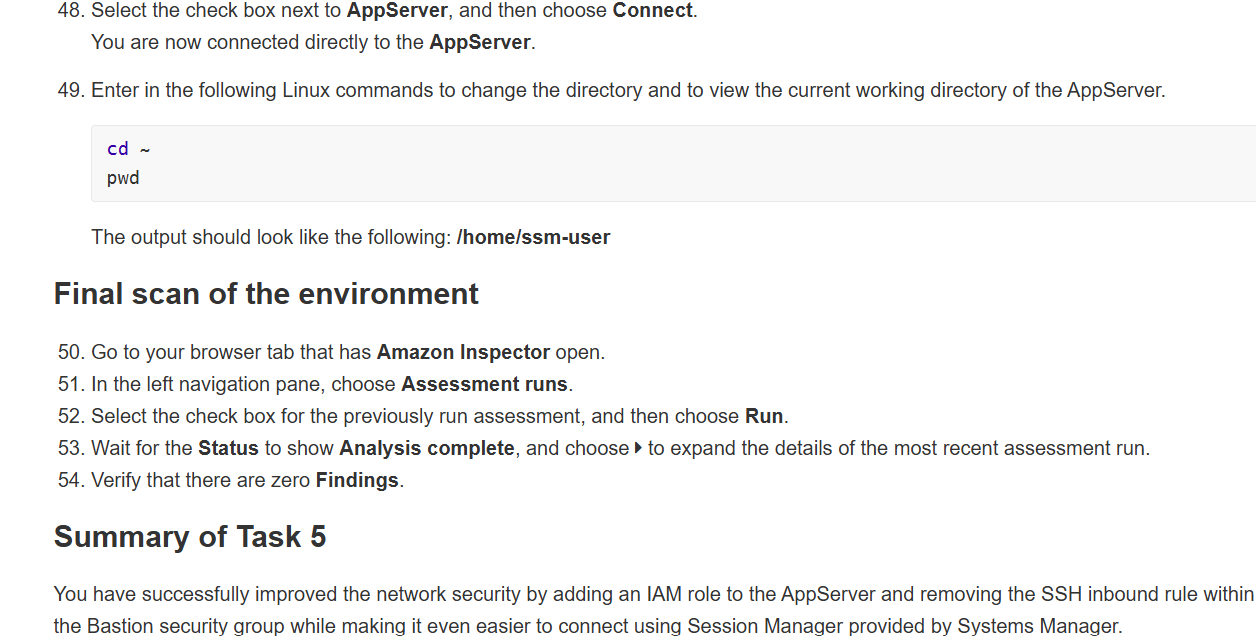 48. Select the check box next to AppServer, and then choose Connect.
You are now connected directly to the AppServer.
49. Enter in the following Linux commands to change the directory and to view the current working directory of the AppServer.
cd ~
pwd
The output should look like the following: /home/ssm-user
Final scan of the environment
50. Go to your browser tab that has Amazon Inspector open.
51. In the left navigation pane, choose Assessment runs.
52. Select the check box for the previously run assessment, and then choose Run.
53. Wait for the Status to show Analysis complete, and choose to expand the details of the most recent assessment run.
54. Verify that there are zero Findings.
Summary of Task 5
You have successfully improved the network security by adding an IAM role to the AppServer and removing the SSH inbound rule within
the Bastion security group while making it even easier to connect using Session Manager provided by Systems Manager.